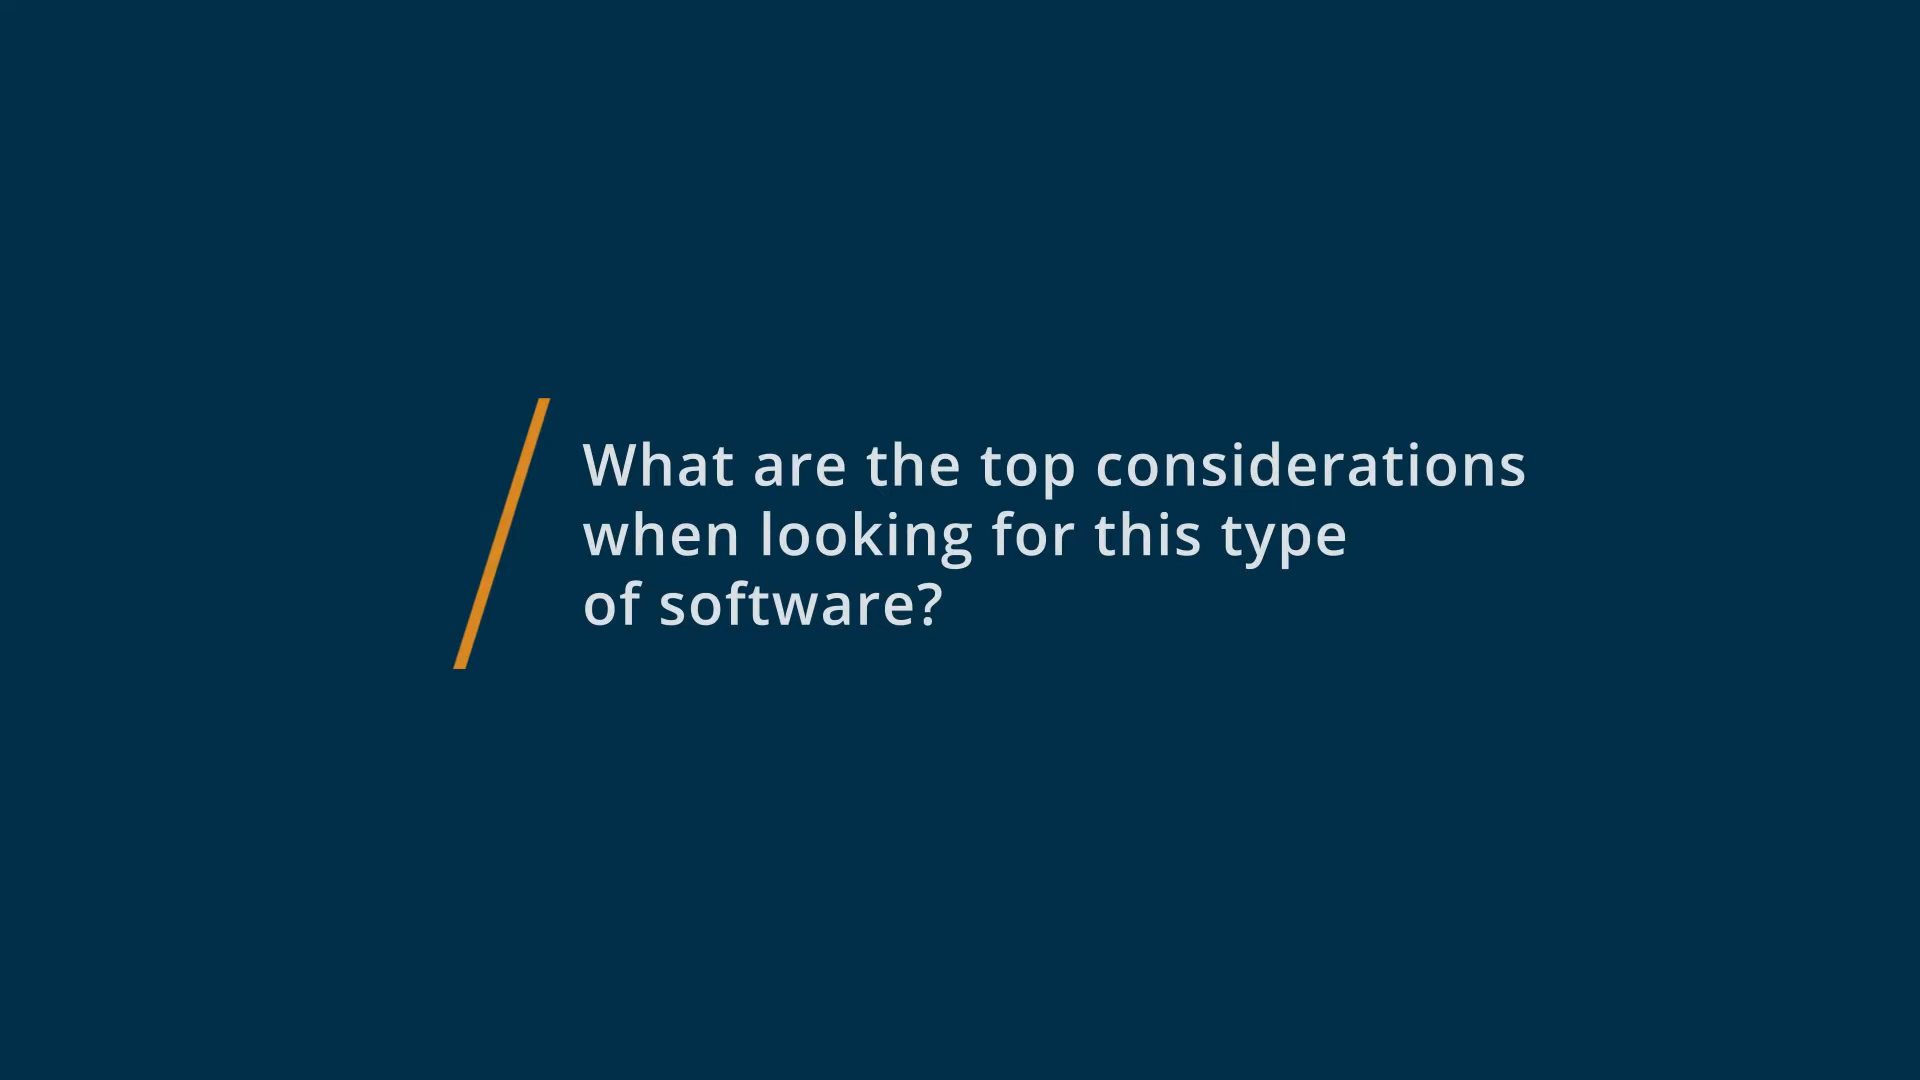 What are the top considerations
when looking for this type
of software?